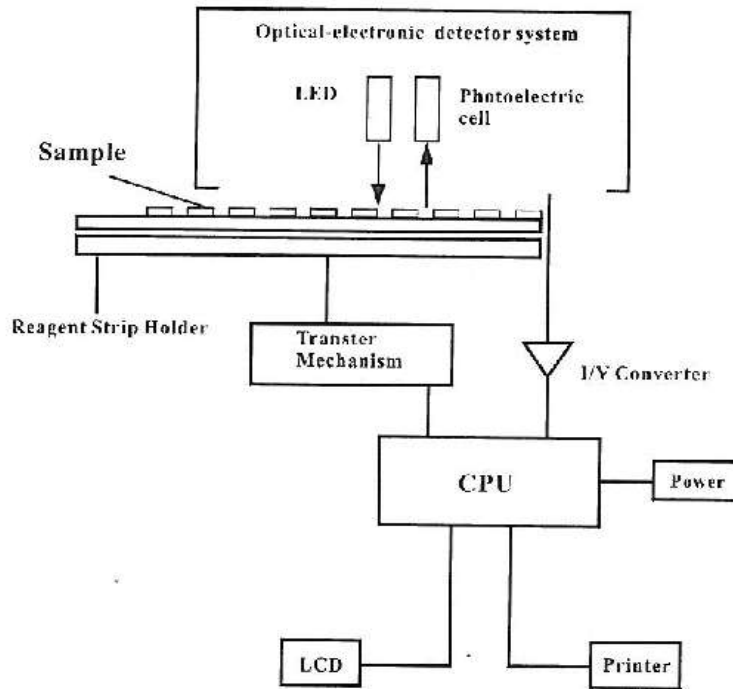 Optical-electronic detector system
LED
Photoelectric
cell
Sample
Reagent Strip Holder
Transter
Mechanism
I/V Converter
CPU
Power
LCD
Printer